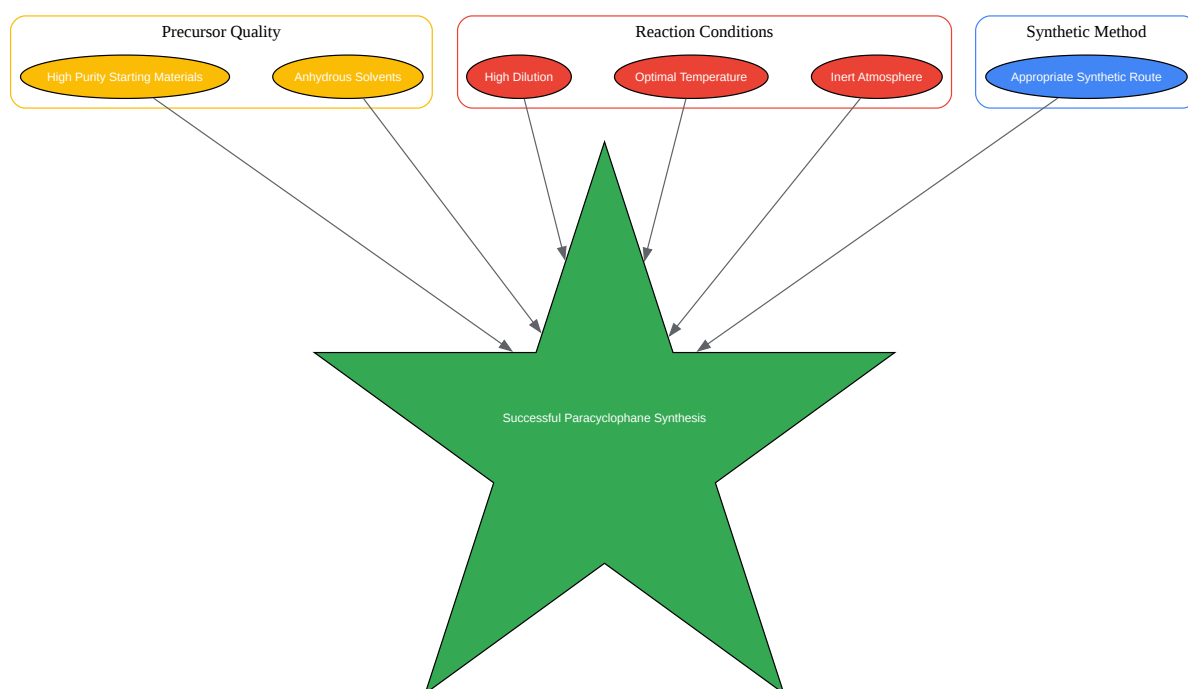 Precursor Quality
Reaction Conditions
Synthetic Method
High Purity Starting Materials
Anhydrous Solvents
High Dilution
Optimal Temperature
Inert Atmosphere
Appropriate Synthetic Route
Successful Paracyclophane Synthesis